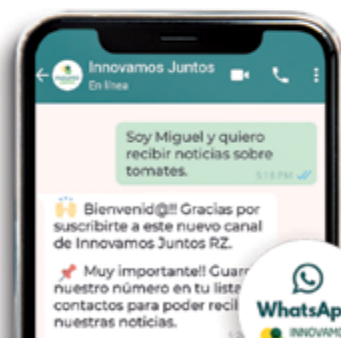 Innovamos Juntos
En línea
Soy Miguel y quiero
recibir noticias sobre
tomates.
5:18 PM
Bienvenid@!! Gracias por
suscribirte a este nuevo canal
de Innovamos Juntos RZ.
Muy importante!! Guar
nuestro número en tu lista
contactos para poder reci
nuestras noticias.
WhatsAp
INNOVAMO